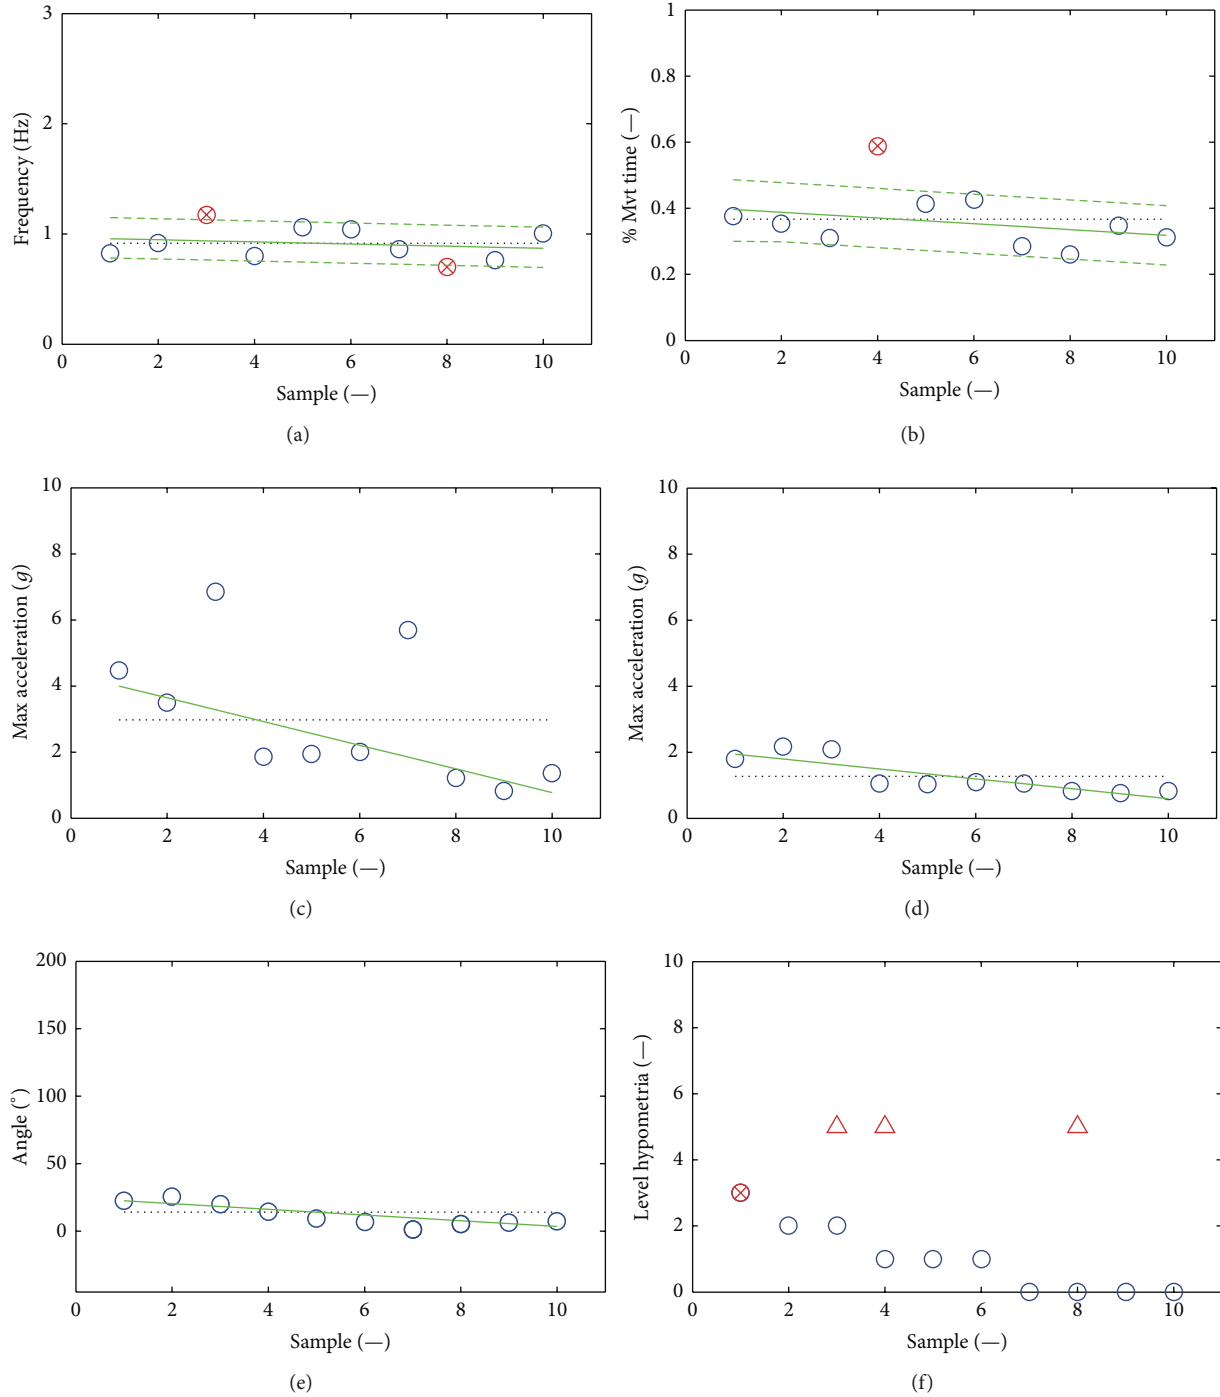 3
2
1
0
Frequency (Hz)
0 2 4 6 8 10
Sample (—)
(a)
1
0.8
0.6
0.4
0.2
0
% Mvt time (—)
0 2 4 6 8 10
Sample (—)
(b)
10
8
6
4
2
0
Max acceleration (g)
0 2 4 6 8 10
Sample (—)
(c)
10
8
6
4
2
0
Max acceleration (g)
0 2 4 6 8 10
Sample (—)
(d)
200
150
100
50
0
Angle (°)
0 2 4 6 8 10
Sample (—)
(e)
10
8
6
4
2
0
Level hypometria (—)
0 2 4 6 8 10
Sample (—)
(f)